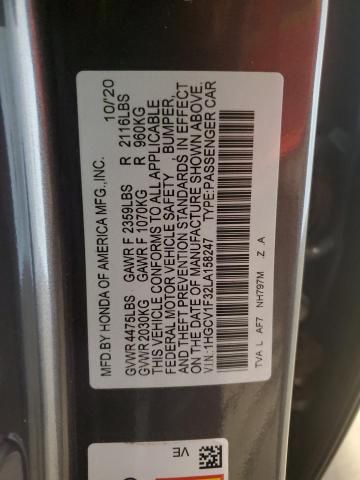 MFD.BY HONDA OF AMERICA MFG.,INC. 10/'20
GVWR 4475LBS GAWR F 2359LBS R 2116LBS
GVWR 2030KG GAWR F 1070KG R 960KG
THIS VEHICLE CONFORMS TO ALL APPLICABLE
FEDERAL MOTOR VEHICLE SAFETY, BUMPER,
AND THEFT PREVENTION STANDARDS IN EFFECT
ON THE DATE OF MANUFACTURE SHOWN ABOVE.
VIN:1HGCV1F32LA158247 TYPE:PASSENGER CAR
TVA L AF7 NH797M .Z .A
VE